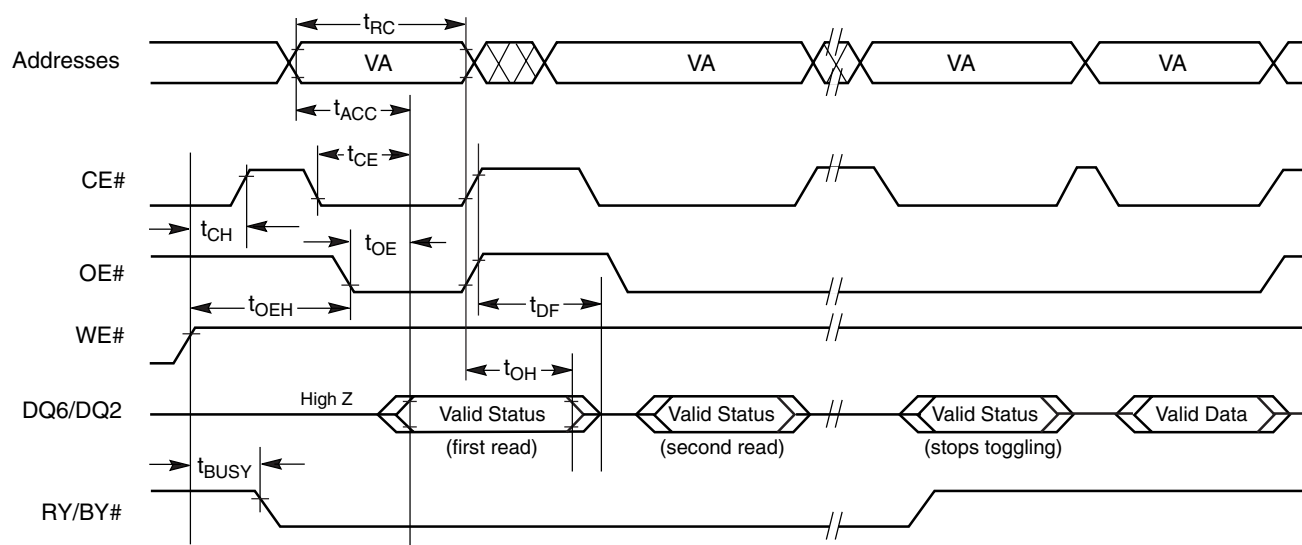 tRC
Addresses VA VA VA VA
tACC
tCE
CE#
tCH
tOE
OE#
tOEH
tDF
WE#
tOH
High Z
DQ6/DQ2 Valid Status Valid Status Valid Status Valid Data
(first read) (second read) (stops toggling)
tBUSY
RY/BY#